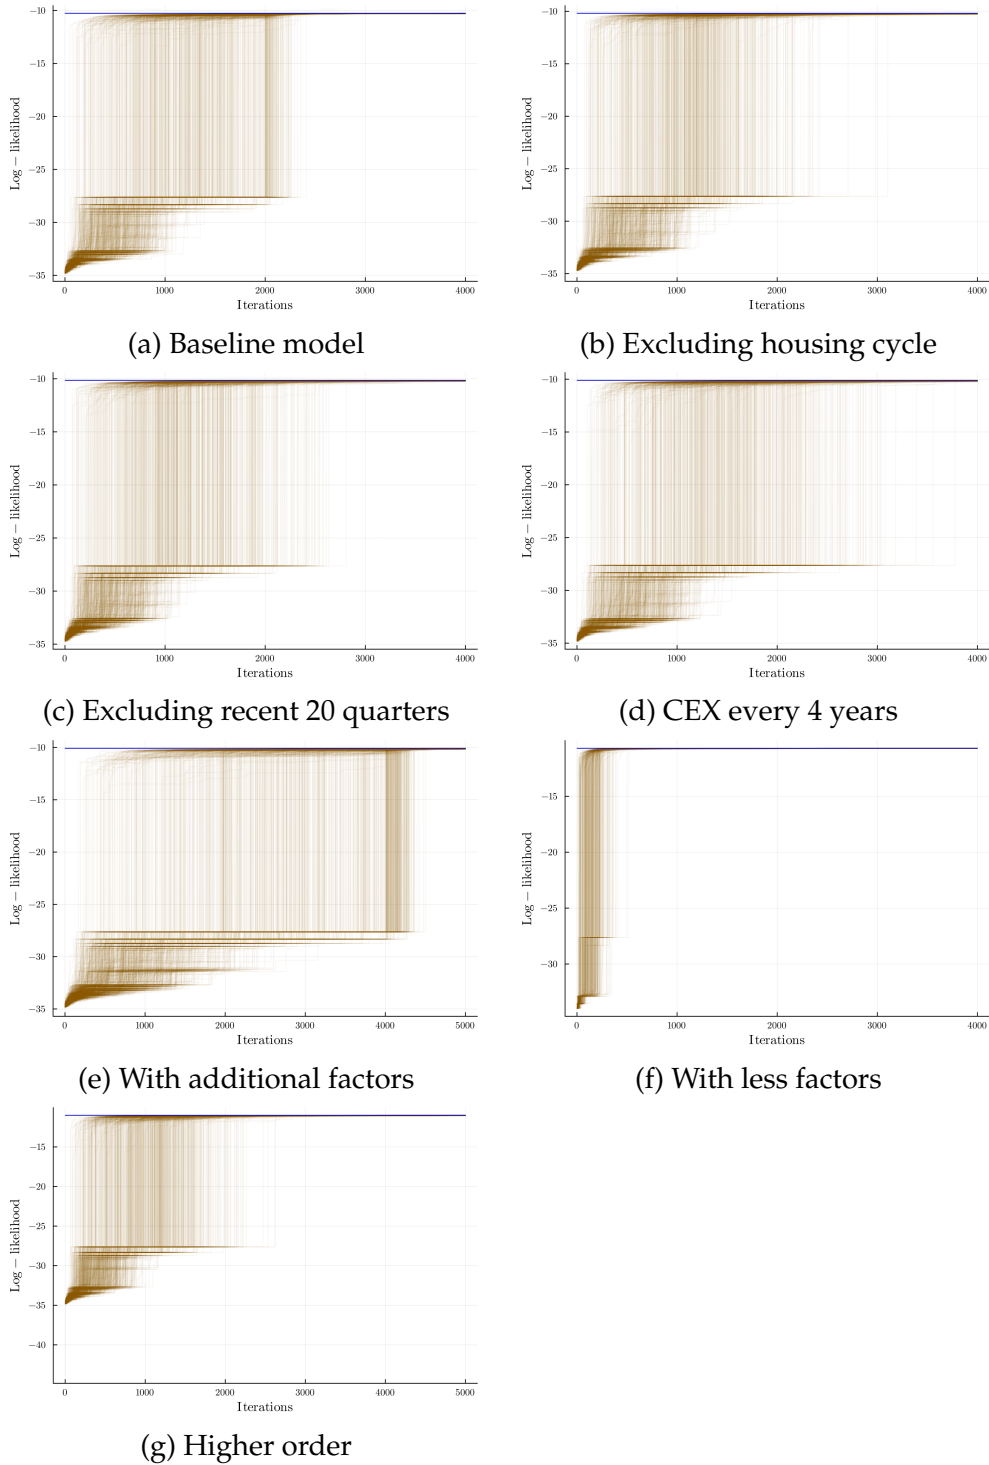 −10
−15
−20
−25
−30
−35
Log − likelihood
0 1000 2000 3000 4000
Iterations
(a) Baseline model
−10
−15
−20
−25
−30
−35
Log − likelihood
0 1000 2000 3000 4000
Iterations
(b) Excluding housing cycle
−10
−15
−20
−25
−30
−35
Log − likelihood
0 1000 2000 3000 4000
Iterations
(c) Excluding recent 20 quarters
−10
−15
−20
−25
−30
−35
Log − likelihood
0 1000 2000 3000 4000
Iterations
(d) CEX every 4 years
−10
−15
−20
−25
−30
−35
Log − likelihood
0 1000 2000 3000 4000 5000
Iterations
(e) With additional factors
−15
−20
−25
−30
Log − likelihood
0 1000 2000 3000 4000
Iterations
(f) With less factors
−15
−20
−25
−30
−35
−40
Log − likelihood
0 1000 2000 3000 4000 5000
Iterations
(g) Higher order